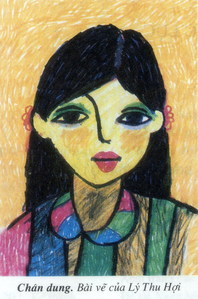 Chân dung. Bài vẽ của Lý Thu Hợi